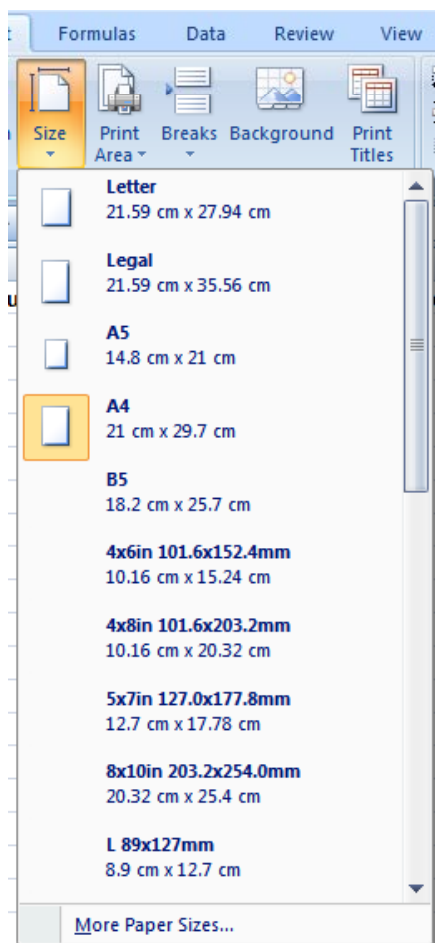 Formulas Data Review View
Size Print Breaks Background Print
Area Titles
Letter
21.59 cm x 27.94 cm
Legal
21.59 cm x 35.56 cm
A5
14.8 cm x 21 cm
A4
21 cm x 29.7 cm
B5
18.2 cm x 25.7 cm
4x6in 101.6x152.4mm
10.16 cm x 15.24 cm
4x8in 101.6x203.2mm
10.16 cm x 20.32 cm
5x7in 127.0x177.8mm
12.7 cm x 17.78 cm
8x10in 203.2x254.0mm
20.32 cm x 25.4 cm
L 89x127mm
8.9 cm x 12.7 cm
More Paper Sizes...